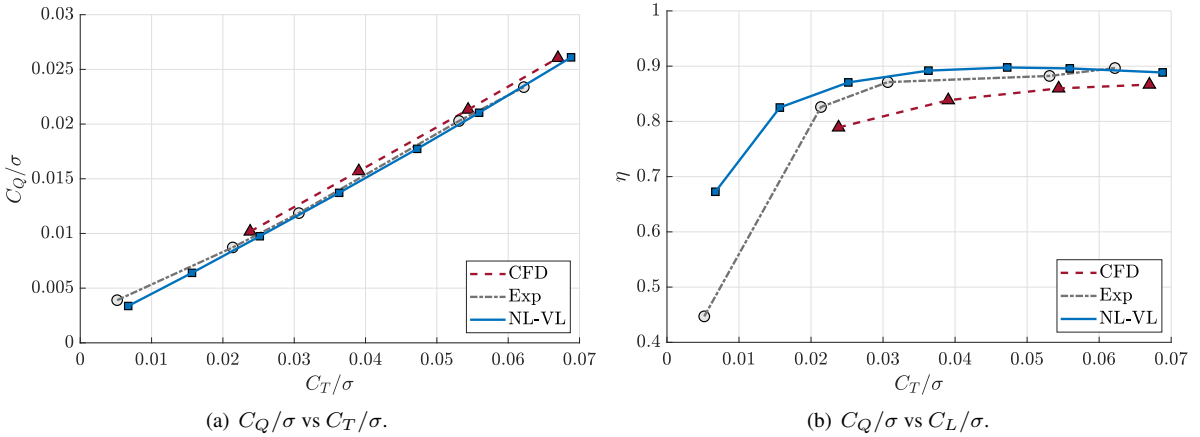 0.03
0.025
0.02
0.015
0.01
0.005
0
C_Q/σ
0 0.01 0.02 0.03 0.04 0.05 0.06 0.07
C_T/σ
CFD
Exp
NL-VL
(a) C_Q/σ vs C_T/σ.
1
0.9
0.8
0.7
0.6
0.5
0.4
η
0 0.01 0.02 0.03 0.04 0.05 0.06 0.07
C_T/σ
CFD
Exp
NL-VL
(b) C_Q/σ vs C_L/σ.